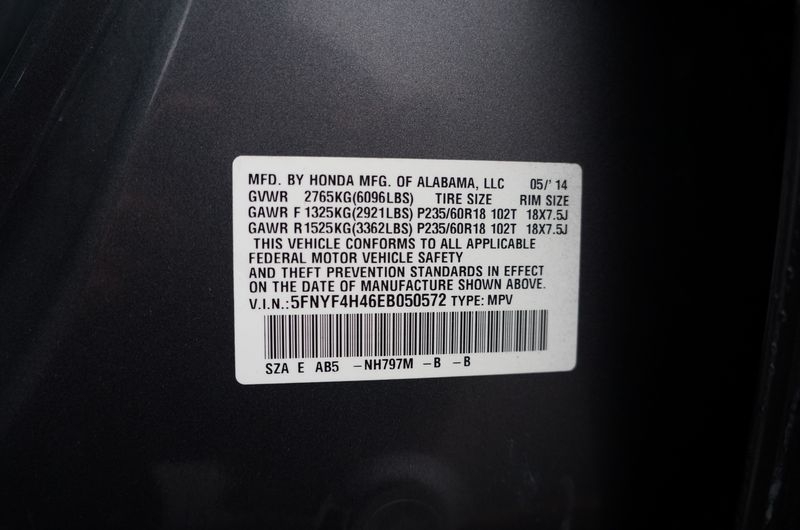 MFD. BY HONDA MFG. OF ALABAMA, LLC 05/'14
GVWR 2765KG(6096LBS) TIRE SIZE RIM SIZE
GAWR F 1325KG(2921LBS) P235/60R18 102T 18X7.5J
GAWR R1525KG(3362LBS) P235/60R18 102T 18X7.5J
THIS VEHICLE CONFORMS TO ALL APPLICABLE
FEDERAL MOTOR VEHICLE SAFETY
AND THEFT PREVENTION STANDARDS IN EFFECT
ON THE DATE OF MANUFACTURE SHOWN ABOVE.
V.I.N.:5FNYF4H46EB050572 TYPE: MPV
SZA E AB5 -NH797M -B -B